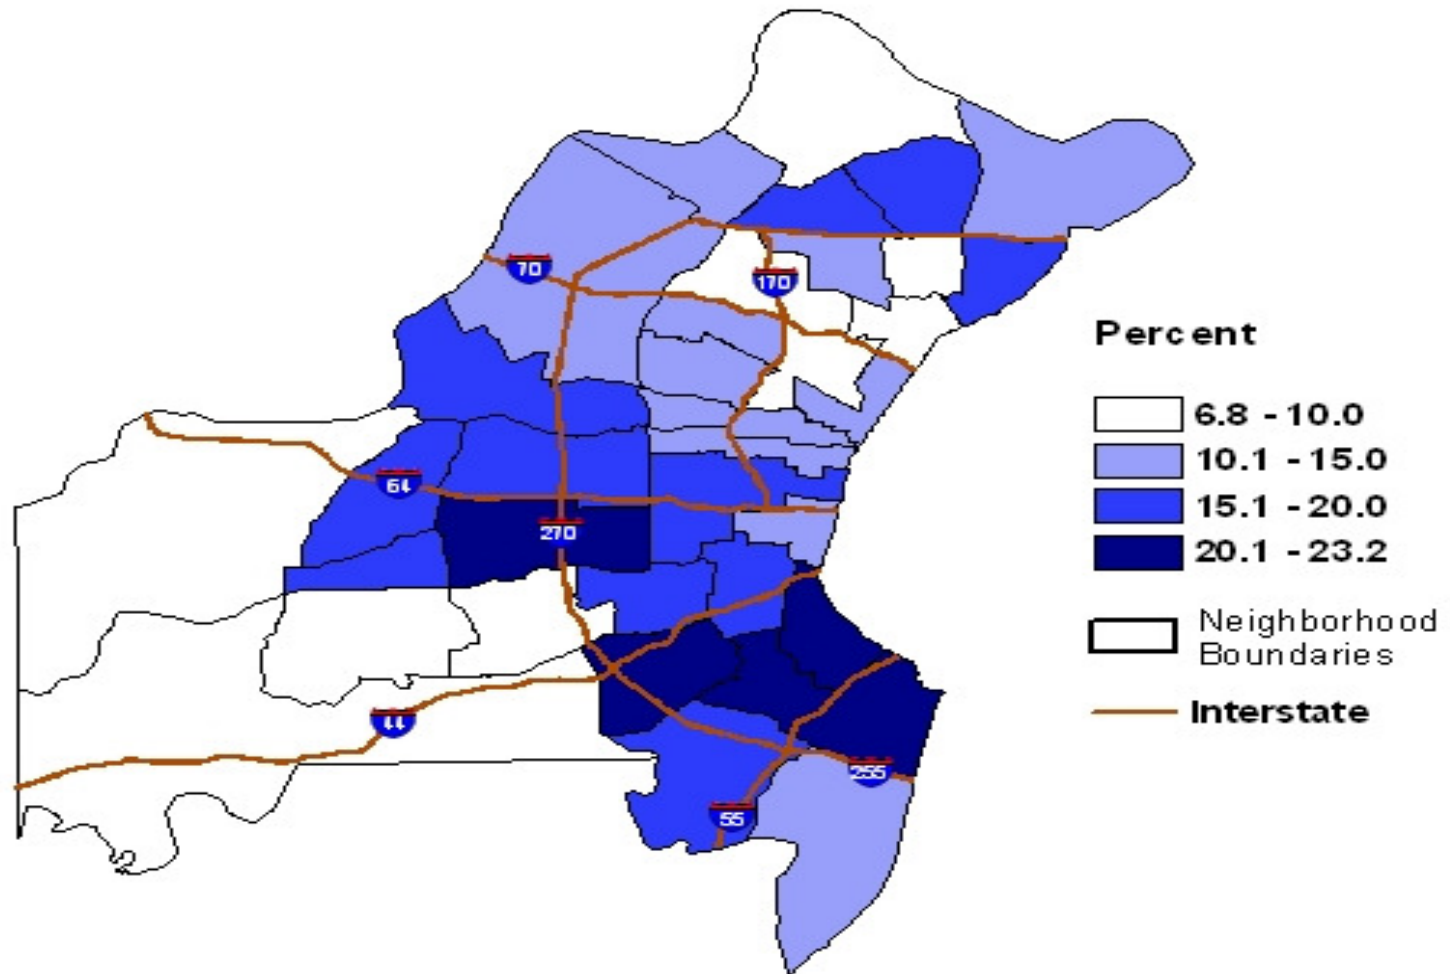 70
170
64
270
44
255
55
Percent
6.8 - 10.0
10.1 - 15.0
15.1 - 20.0
20.1 - 23.2
Neighborhood
Boundaries
Interstate